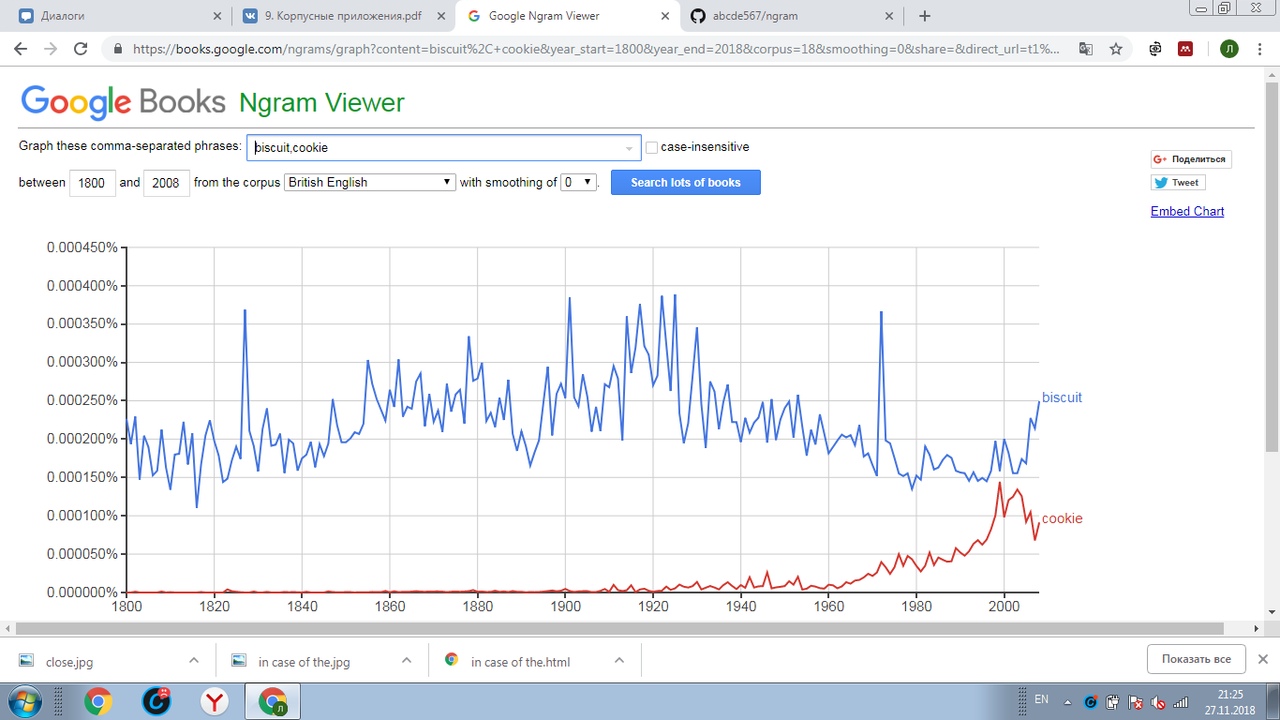 Диалоги
9. Корпусные приложения.pdf
Google Ngram Viewer
abcde567/ngram
https://books.google.com/ngrams/graph?content=biscuit%2C+cookie&year_start=1800&year_end=2018&corpus=18&smoothing=0&share=&direct_url=t1%...
Л
Google Books Ngram Viewer
Graph these comma-separated phrases: biscuit,cookie case-insensitive
between 1800 and 2008 from the corpus British English with smoothing of 0 . Search lots of books
G+ Поделиться
Tweet
Embed Chart
0.000450%
0.000400%
0.000350%
0.000300%
0.000250%
0.000200%
0.000150%
0.000100%
0.000050%
0.000000%
biscuit
cookie
1800 1820 1840 1860 1880 1900 1920 1940 1960 1980 2000
close.jpg
in case of the.jpg
in case of the.html
Показать все
Л
EN
21:25
27.11.2018